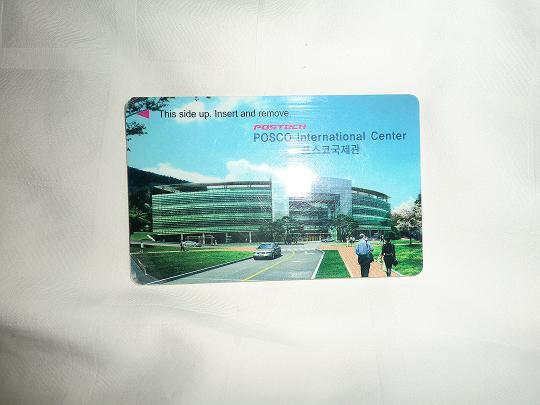 This side up. Insert and remove.
POSTECH
POSCO International Center
포스코국제관